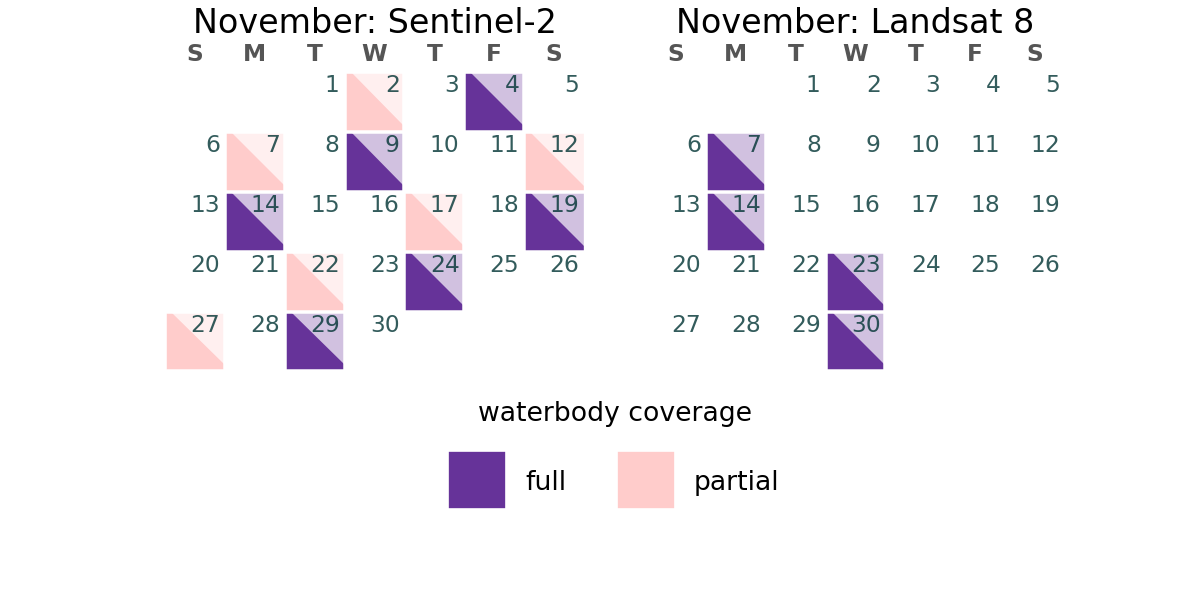 November: Sentinel-2
S M T W T F S
1 2 3 4 5
6 7 8 9 10 11 12
13 14 15 16 17 18 19
20 21 22 23 24 25 26
27 28 29 30
November: Landsat 8
S M T W T F S
1 2 3 4 5
6 7 8 9 10 11 12
13 14 15 16 17 18 19
20 21 22 23 24 25 26
27 28 29 30
waterbody coverage
full
partial